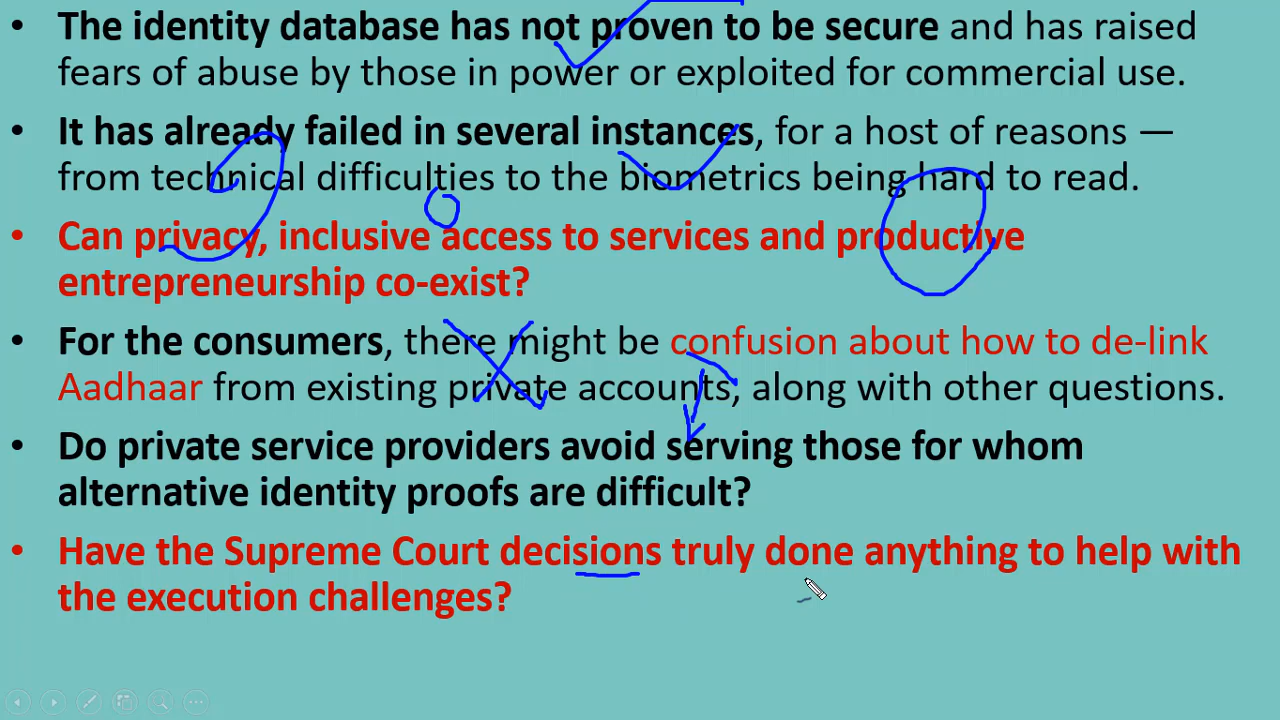 • The identity database has not proven to be secure and has raised
fears of abuse by those in power or exploited for commercial use.
• It has already failed in several instances, for a host of reasons —
from technical difficulties to the biometrics being hard to read.
• Can privacy, inclusive access to services and productive
entrepreneurship co-exist?
• For the consumers, there might be confusion about how to de-link
Aadhaar from existing private accounts, along with other questions.
• Do private service providers avoid serving those for whom
alternative identity proofs are difficult?
• Have the Supreme Court decisions truly done anything to help with
the execution challenges?